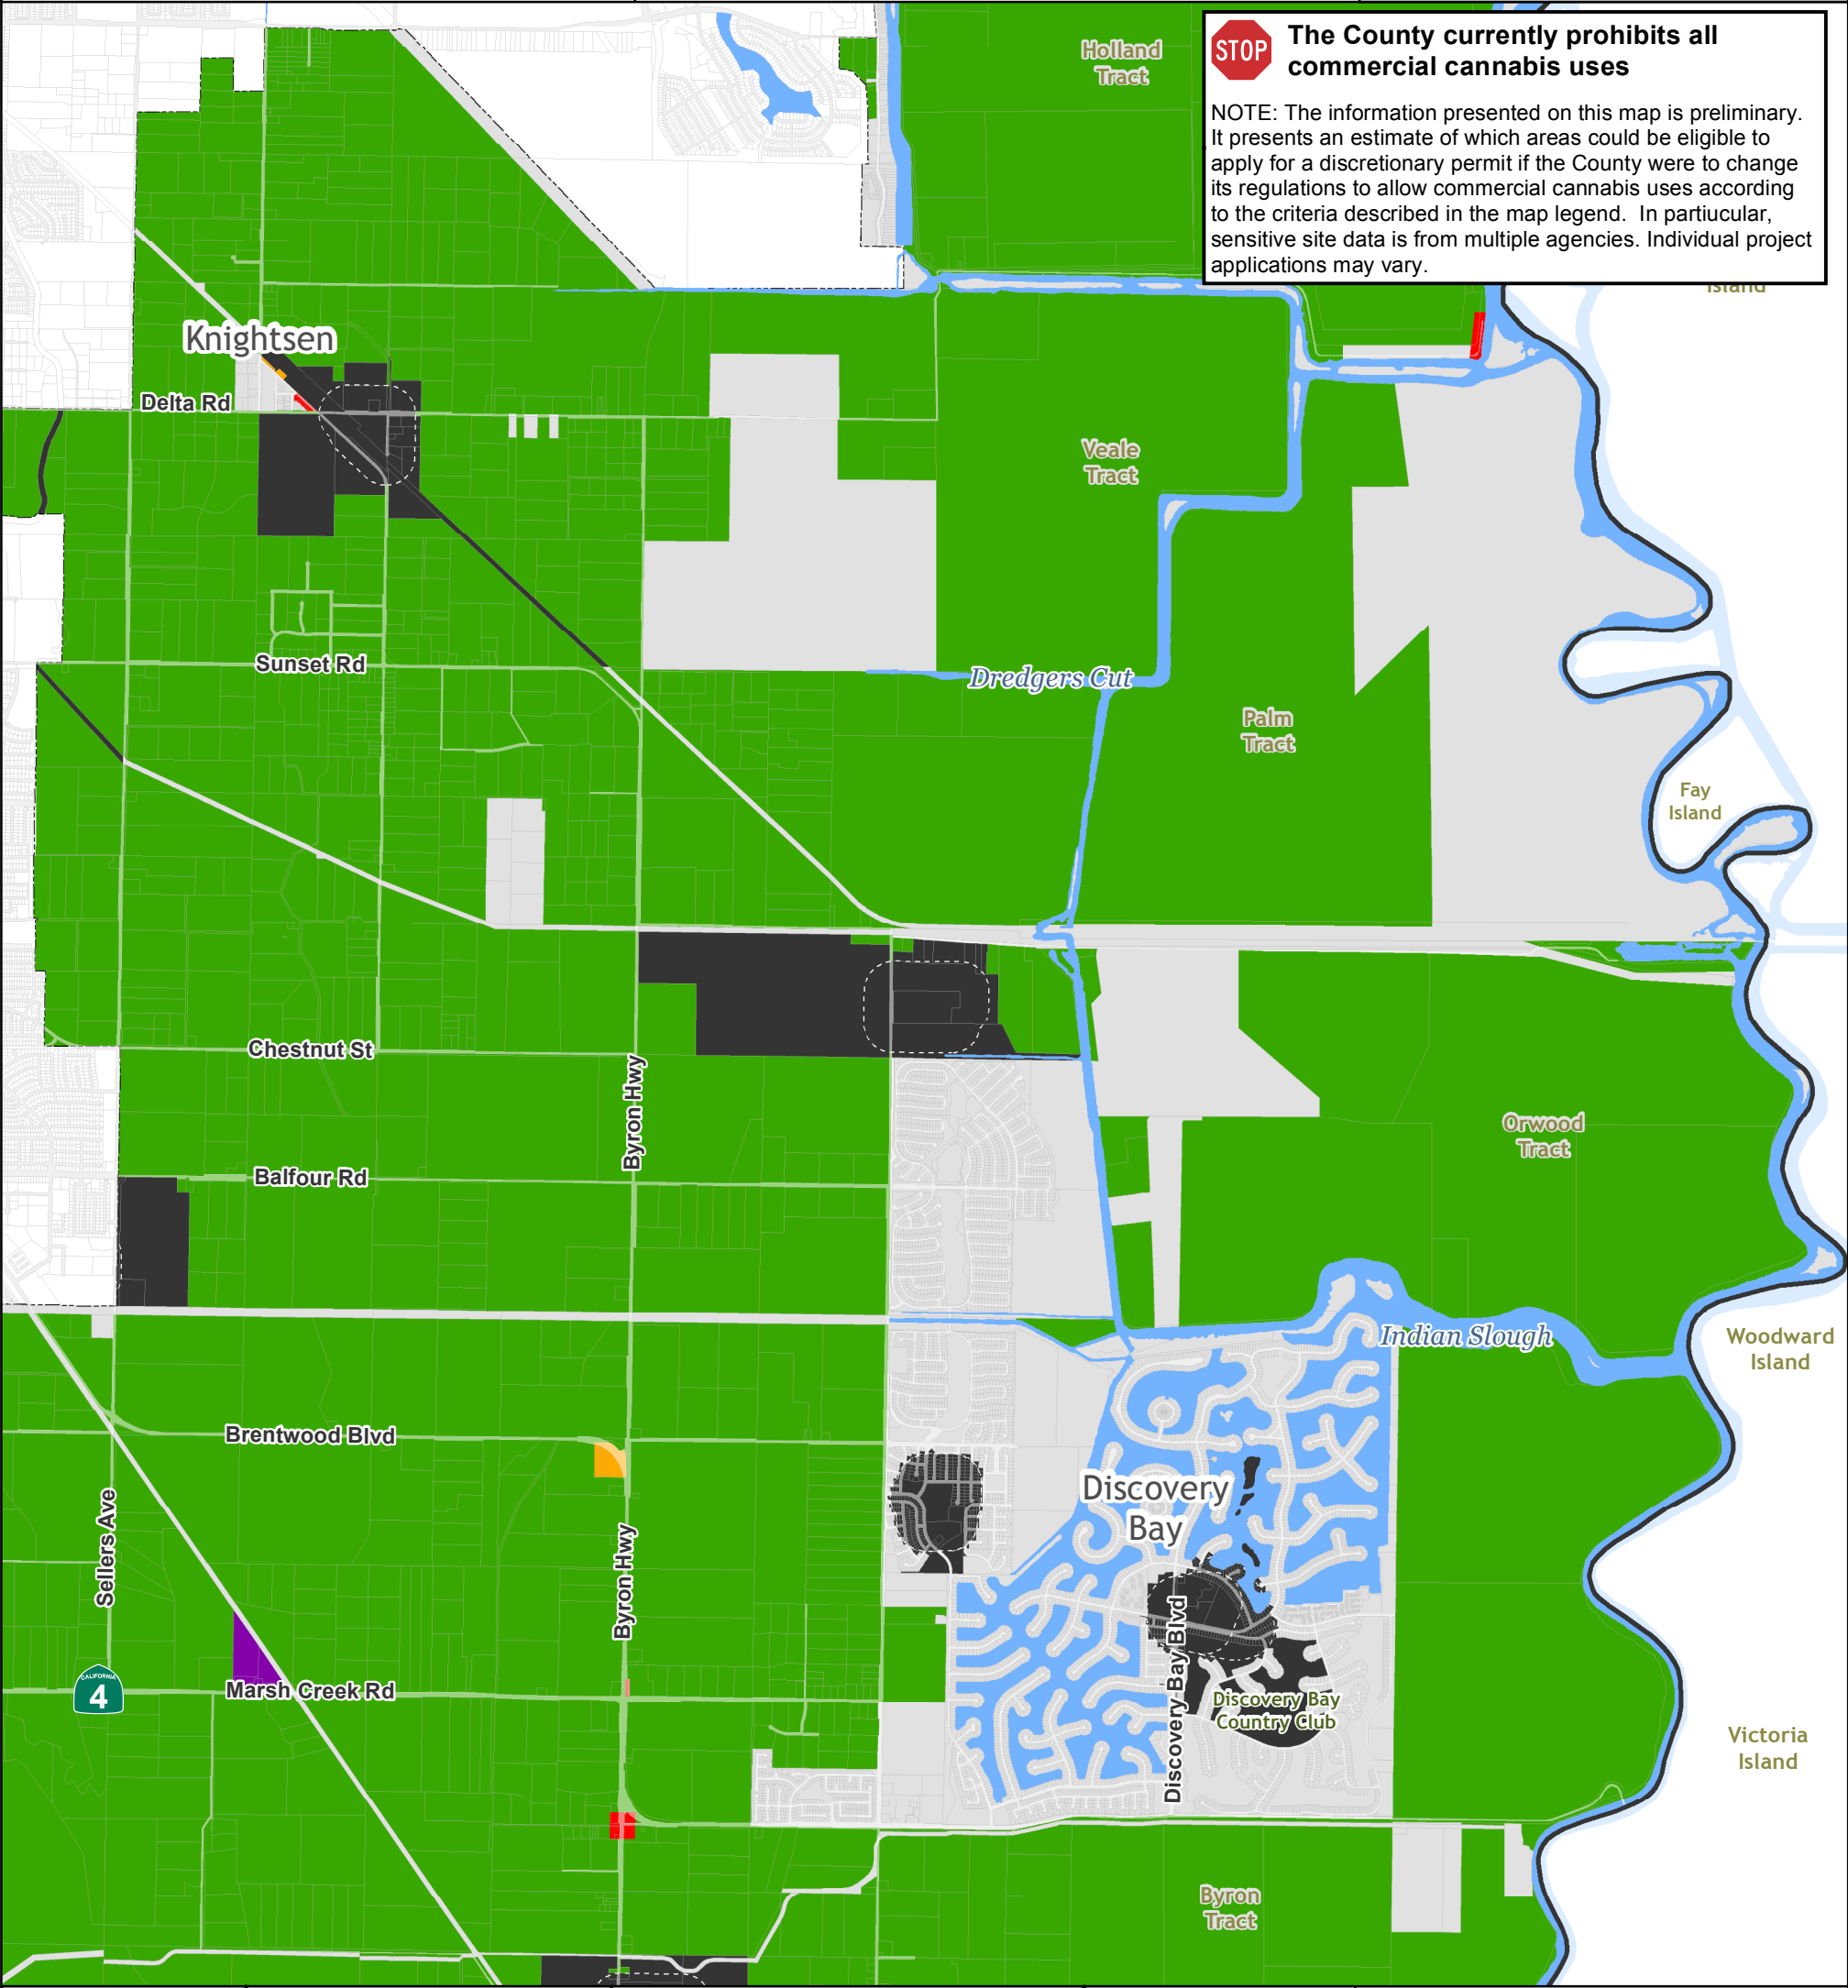 STOP
The County currently prohibits all
commercial cannabis uses
NOTE: The information presented on this map is preliminary.
It presents an estimate of which areas could be eligible to
apply for a discretionary permit if the County were to change
its regulations to allow commercial cannabis uses according
to the criteria described in the map legend. In partiucular,
sensitive site data is from multiple agencies. Individual project
applications may vary.
Holland
Tract
Island
Knightsen
Delta Rd
Veale
Tract
Sunset Rd
Dredgers Cut
Palm
Tract
Fay
Island
Chestnut St
Byron Hwy
Orwood
Tract
Balfour Rd
Indian Slough
Woodward
Island
Brentwood Blvd
Discovery
Bay
Sellers Ave
Byron Hwy
Discovery Bay Blvd
CALIFORNIA
4
Marsh Creek Rd
Discovery Bay
Country Club
Victoria
Island
Byron
Tract